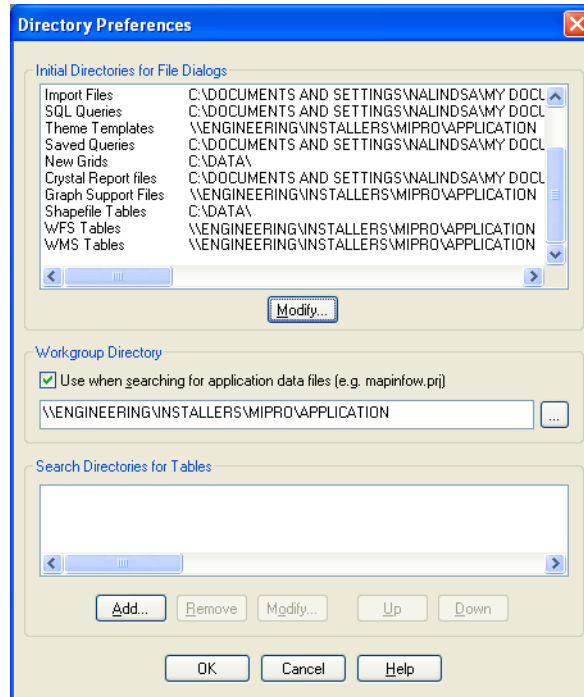 Directory Preferences
Initial Directories for File Dialogs
Import Files C:\DOCUMENTS AND SETTINGS\NALINDSA\MY DOCU
SQL Queries C:\DOCUMENTS AND SETTINGS\NALINDSA\MY DOCU
Theme Templates \\ENGINEERING\INSTALLERS\MIPRO\APPLICATION
Saved Queries C:\DOCUMENTS AND SETTINGS\NALINDSA\MY DOCU
New Grids C:\DATA\
Crystal Report files C:\DOCUMENTS AND SETTINGS\NALINDSA\MY DOCU
Graph Support Files \\ENGINEERING\INSTALLERS\MIPRO\APPLICATION
Shapefile Tables C:\DATA\
WFS Tables \\ENGINEERING\INSTALLERS\MIPRO\APPLICATION
WMS Tables \\ENGINEERING\INSTALLERS\MIPRO\APPLICATION
Modify...
Workgroup Directory
Use when searching for application data files (e.g. mapinfow.prj)
\\ENGINEERING\INSTALLERS\MIPRO\APPLICATION ...
Search Directories for Tables
Add... Remove Modify... Up Down
OK Cancel Help